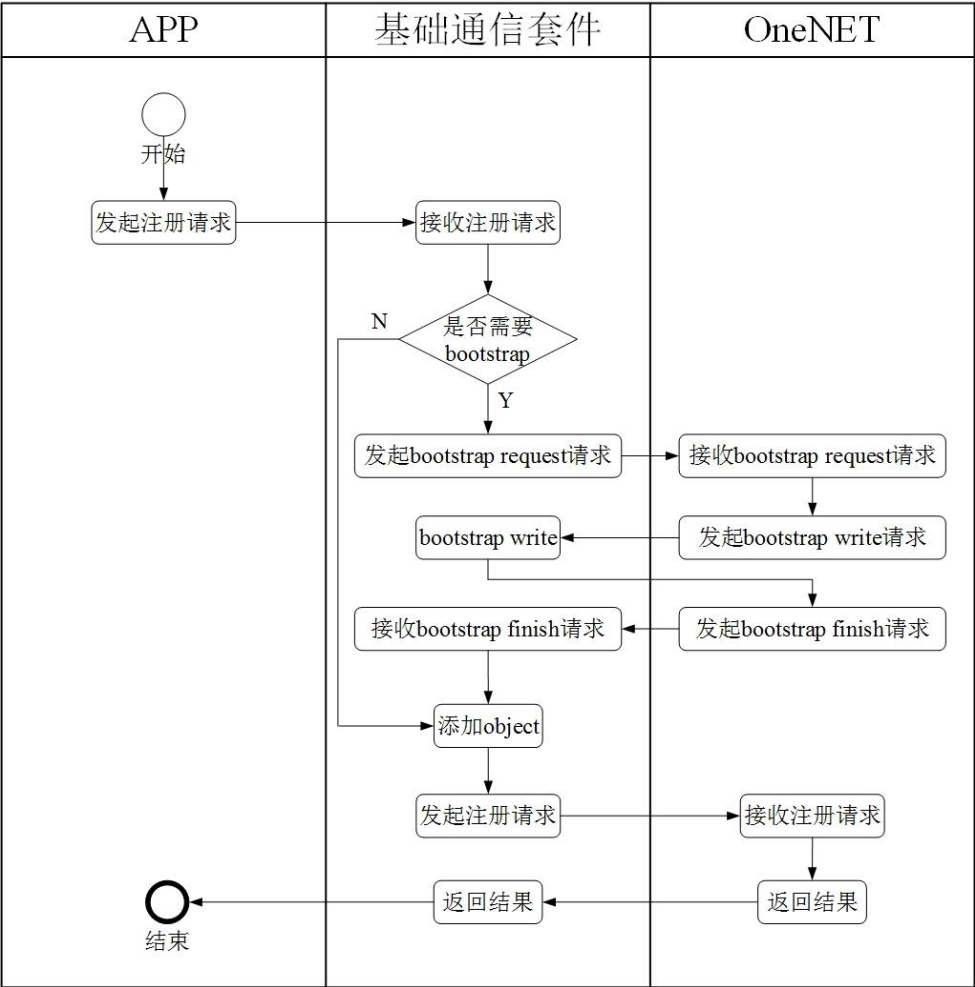 APP
基础通信套件
OneNET
开始
发起注册请求
接收注册请求
是否需要
bootstrap
N
Y
发起bootstrap request请求
接收bootstrap request请求
bootstrap write
发起bootstrap write请求
接收bootstrap finish请求
发起bootstrap finish请求
添加object
发起注册请求
接收注册请求
结束
返回结果
返回结果